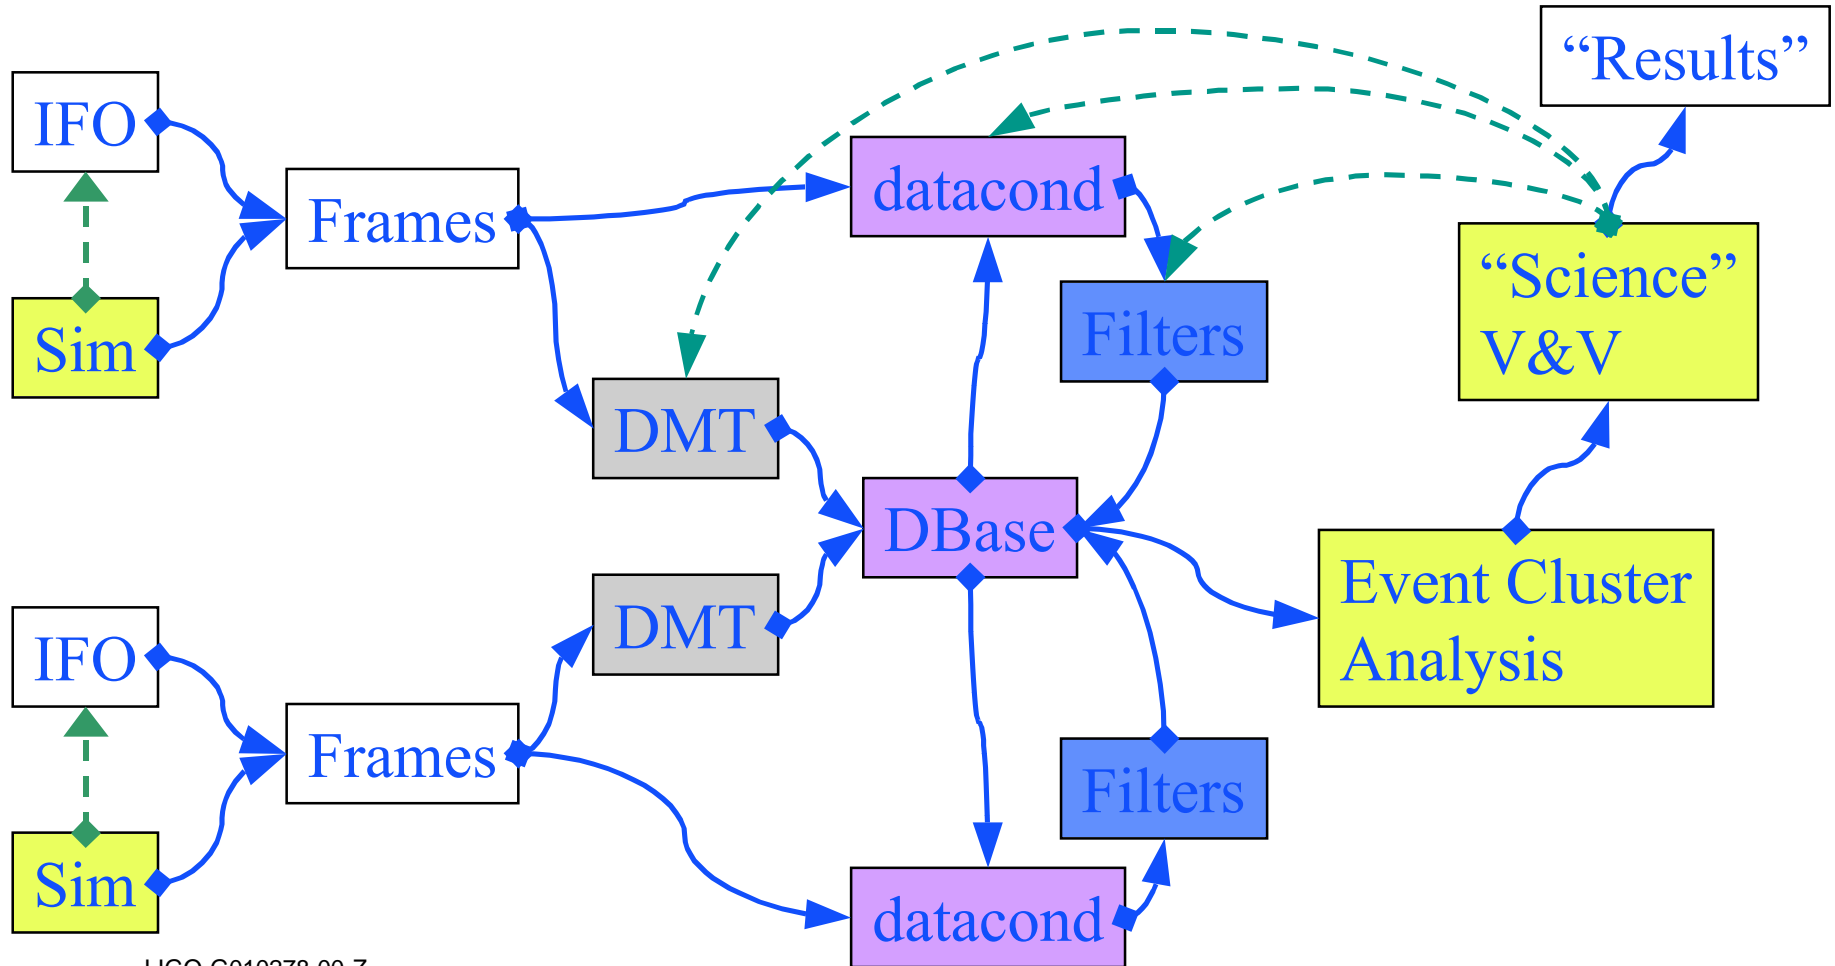 “Results”
IFO
datacond
Frames
“Science”
V&V
Filters
Sim
DMT
DBase
Event Cluster
Analysis
DMT
IFO
Frames
Filters
Sim
datacond